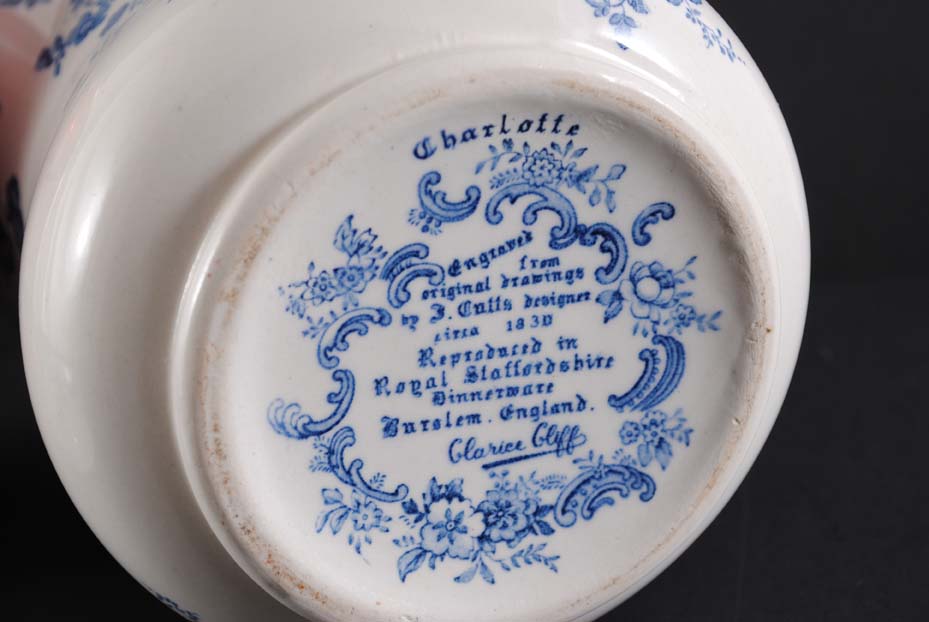 Charlotte
Engraved
from
original drawings
by J. Cutts designer
circa 1830
Reproduced in
Royal Staffordshire
Dinnerware
Burslem. England.
Clarice Cliff